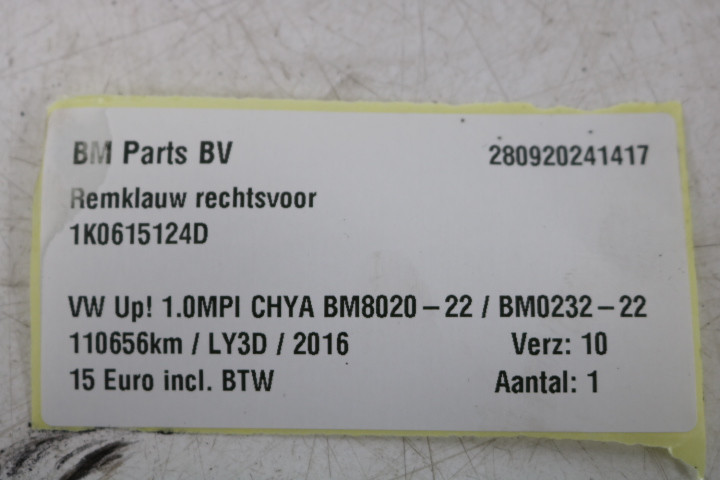 BM Parts BV 280920241417
Remklauw rechtsvoor
1K0615124D
VW Up! 1.0MPI CHYA BM8020-22 / BM0232-22
110656km / LY3D / 2016 Verz: 10
15 Euro incl. BTW Aantal: 1